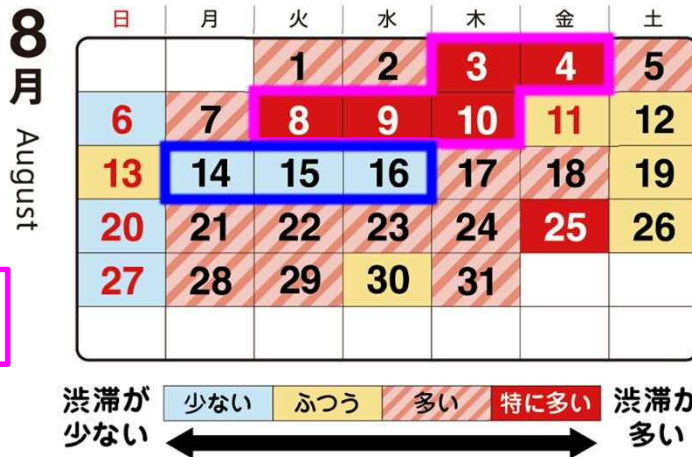 8月
August
日 月 火 水 木 金 土
1 2 3 4 5
6 7 8 9 10 11 12
13 14 15 16 17 18 19
20 21 22 23 24 25 26
27 28 29 30 31
渋滞が
少ない
少ない ふつう 多い 特に多い
渋滞が
多い